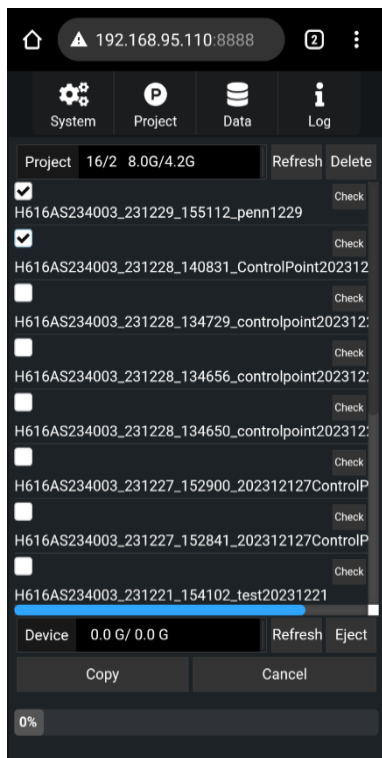 192.168.95.110:8888 2
System Project Data Log
Project 16/2 8.0G/4.2G Refresh Delete
Check
H616AS234003_231229_155112_penn1229
Check
H616AS234003_231228_140831_ControlPoint202312
Check
H616AS234003_231228_134729_controlpoint202312
Check
H616AS234003_231228_134656_controlpoint202312
Check
H616AS234003_231228_134650_controlpoint202312
Check
H616AS234003_231227_152900_202312127ControlP
Check
H616AS234003_231227_152841_202312127ControlP
Check
H616AS234003_231221_154102_test20231221
Device 0.0 G/ 0.0 G Refresh Eject
Copy Cancel
0%